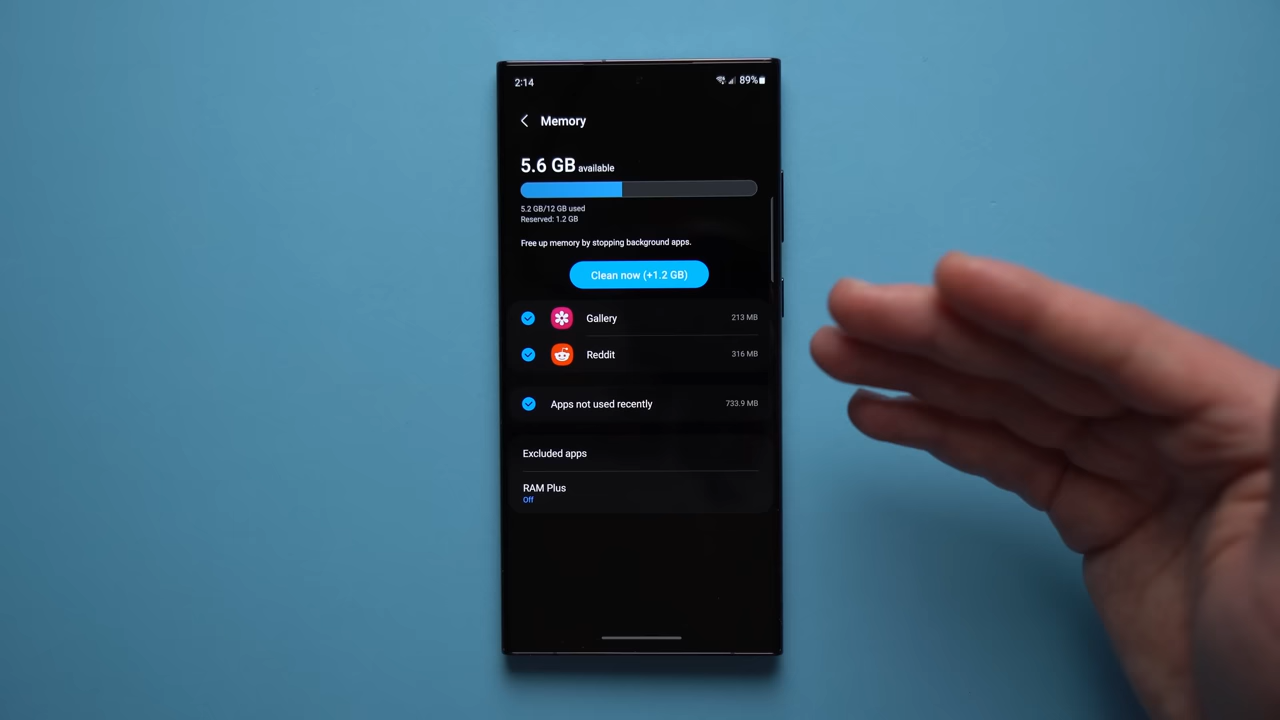 2:14
89%
Memory
5.6 GB available
5.2 GB/12 GB used
Reserved: 1.2 GB
Free up memory by stopping background apps.
Clean now (+1.2 GB)
Gallery 213 MB
Reddit 316 MB
Apps not used recently 733.9 MB
Excluded apps
RAM Plus
Off